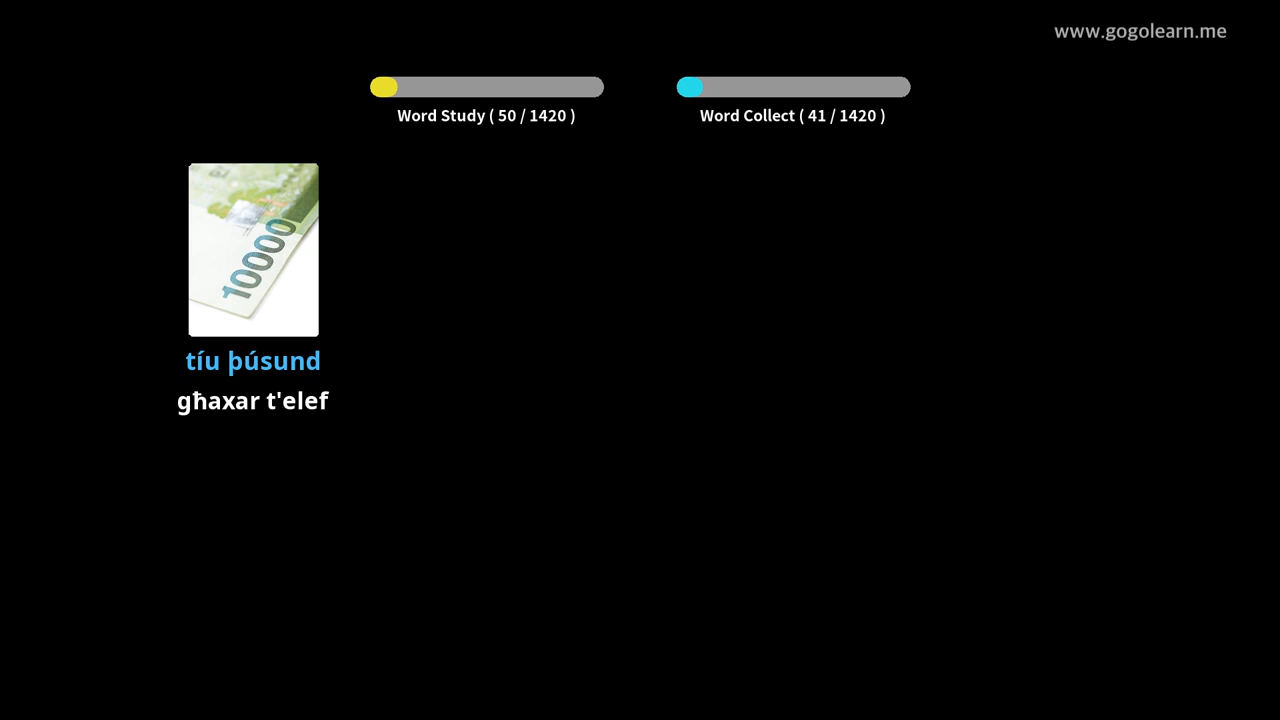 www.gogolearn.me
Word Study ( 50 / 1420 )
Word Collect ( 41 / 1420 )
10000
tíu þúsund
għaxar t'elef